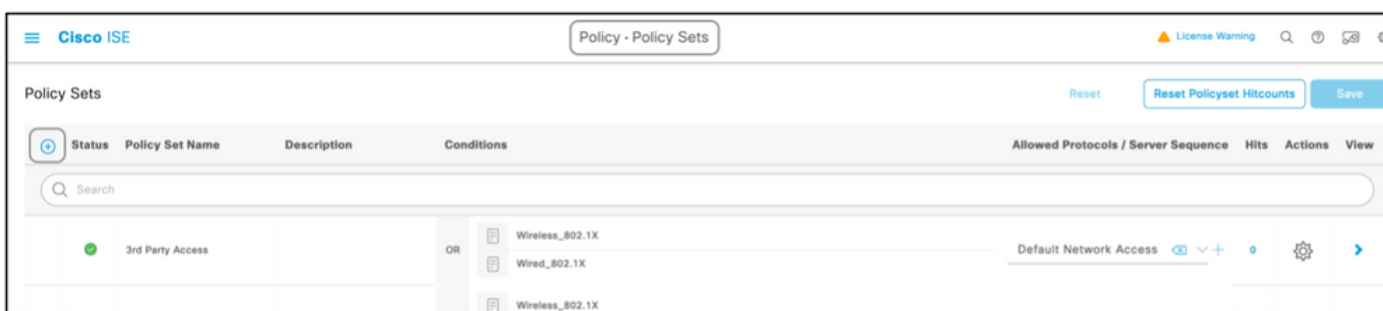 Cisco ISE Policy · Policy Sets License Warning
Policy Sets Reset Reset Policyset Hitcounts Save
Status Policy Set Name Description Conditions Allowed Protocols / Server Sequence Hits Actions View
Search
Wireless_802.1X
3rd Party Access OR Default Network Access 0
Wired_802.1X
Wireless_802.1X